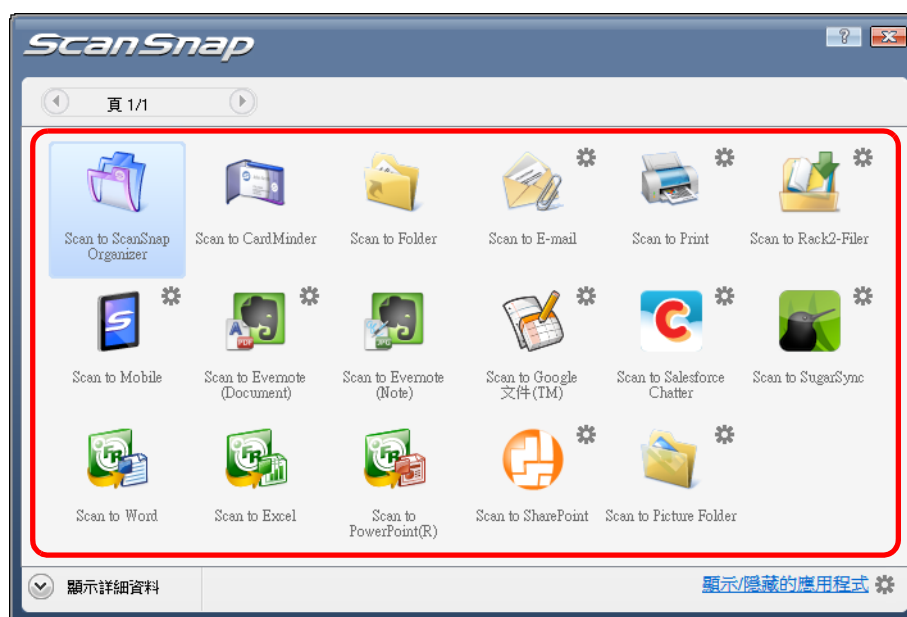 ScanSnap
頁 1/1
Scan to ScanSnap
Organizer
Scan to CardMinder
Scan to Folder
Scan to E-mail
Scan to Print
Scan to Rack2-Filer
Scan to Mobile
Scan to Evernote
(Document)
Scan to Evernote
(Note)
Scan to Google
文件(TM)
Scan to Salesforce
Chatter
Scan to SugarSync
Scan to Word
Scan to Excel
Scan to
PowerPoint(R)
Scan to SharePoint
Scan to Picture Folder
顯示詳細資料
顯示/隱藏的應用程式